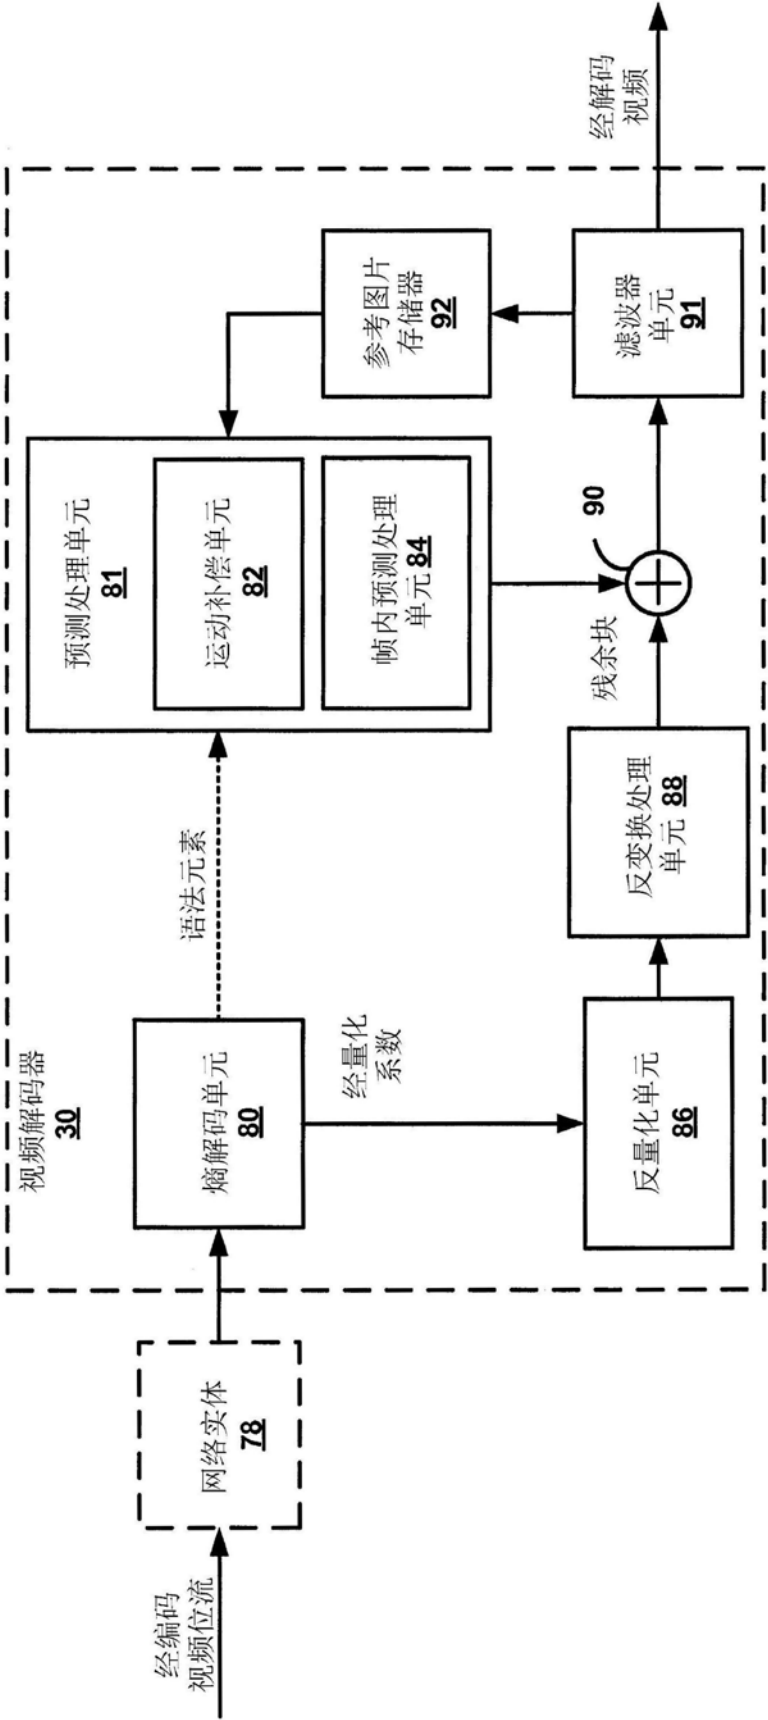 视频解码器
30
经编码
视频位流
网络实体
78
熵解码单元
80
语法元素
经量化
系数
预测处理单元
81
运动补偿单元
82
帧内预测处理
单元84
参考图片
存储器
92
反量化单元
86
反变换处理
单元 88
残余块
90
滤波器
单元
91
经解码
视频